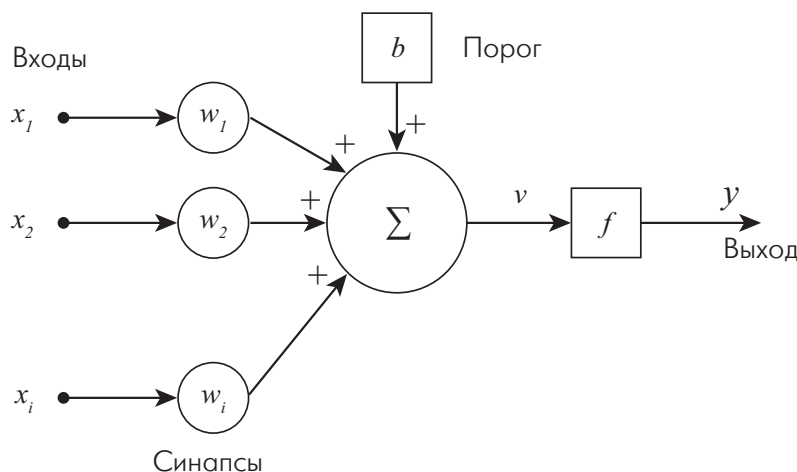 b
Порог
Входы
x₁
w₁
+
+
x₂
w₂
+
Σ
v
f
y
Выход
+
xᵢ
wᵢ
Синапсы